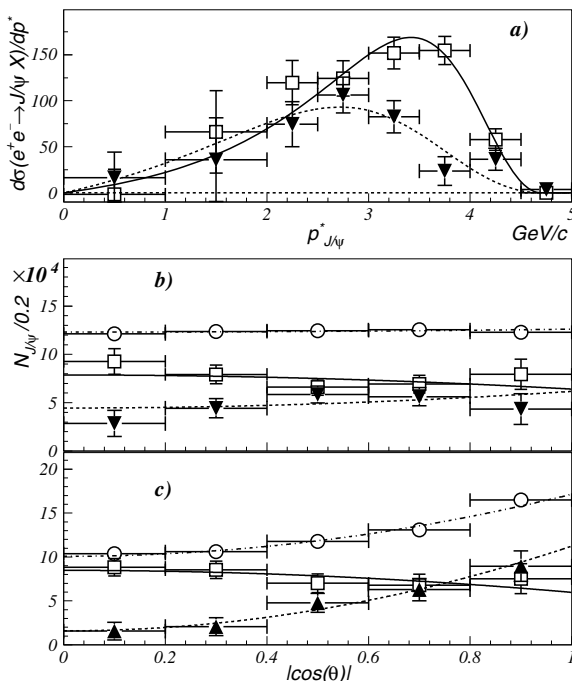 a)
dσ(e⁺e⁻→J/ψ X)/dp*
150
100
50
0
0 1 2 3 4 5
p*J/ψ GeV/c
b)
NJ/ψ/0.2 ×10⁴
15
10
5
0
c)
20
15
10
5
0
0 0.2 0.4 0.6 0.8 1
|cos(θ)|